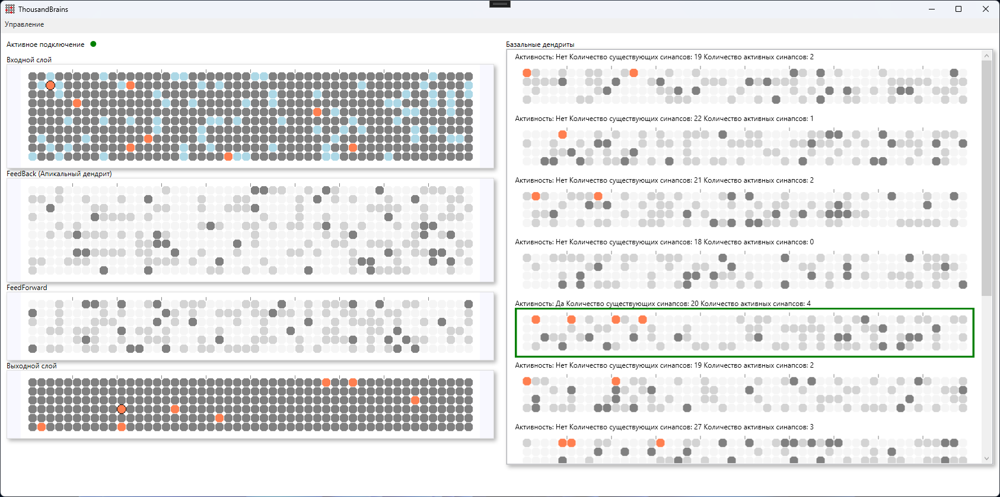 ThousandBrains
Управление
Активное подключение
Входной слой
FeedBack (Апикальный дендрит)
FeedForward
Выходной слой
Базальные дендриты
Активность: Нет Количество существующих синапсов: 19 Количество активных синапсов: 2
Активность: Нет Количество существующих синапсов: 22 Количество активных синапсов: 1
Активность: Нет Количество существующих синапсов: 21 Количество активных синапсов: 2
Активность: Нет Количество существующих синапсов: 18 Количество активных синапсов: 0
Активность: Да Количество существующих синапсов: 20 Количество активных синапсов: 4
Активность: Нет Количество существующих синапсов: 19 Количество активных синапсов: 2
Активность: Нет Количество существующих синапсов: 27 Количество активных синапсов: 3